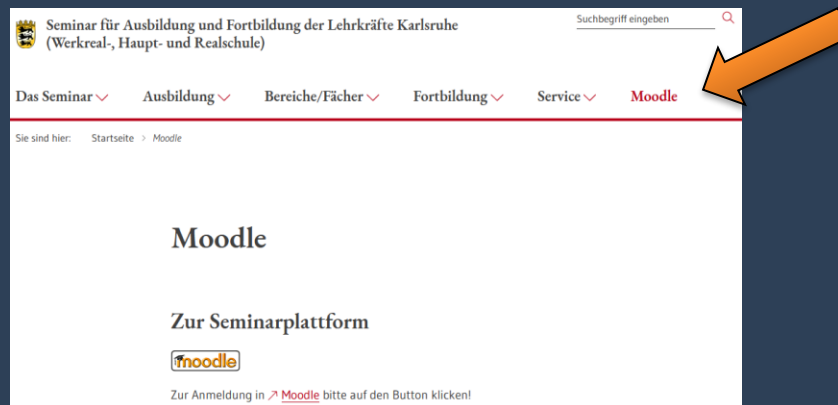 Seminar für Ausbildung und Fortbildung der Lehrkräfte Karlsruhe
(Werkreal-, Haupt- und Realschule)
Suchbegriff eingeben
Das Seminar Ausbildung Bereiche/Fächer Fortbildung Service Moodle
Sie sind hier: Startseite > Moodle
Moodle
Zur Seminarplattform
moodle
Zur Anmeldung in Moodle bitte auf den Button klicken!